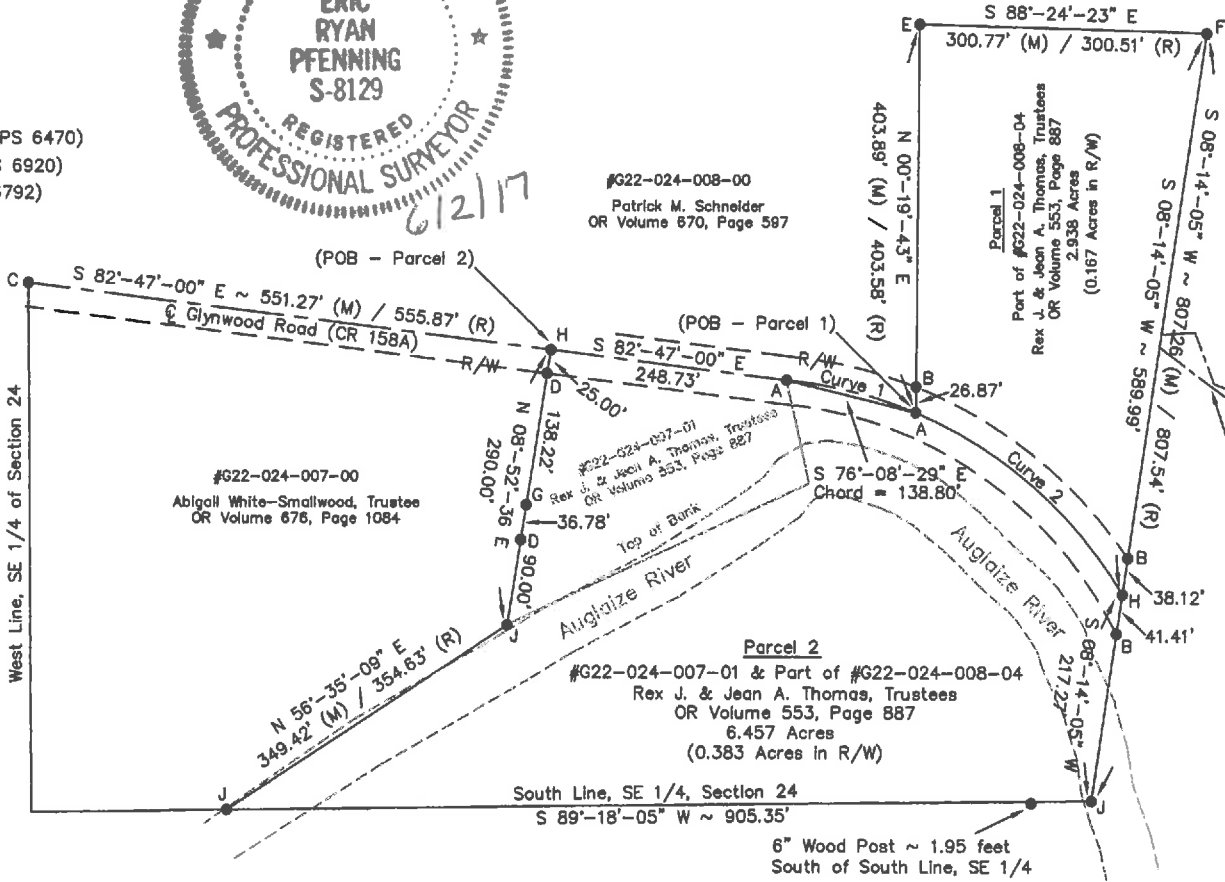 ERIC
RYAN
PFENNING
S-8129
REGISTERED
PROFESSIONAL SURVEYOR
6/2/17
PS 6470)
6920)
6792)
S 88°-24'-23" E
300.77' (M) / 300.51' (R)
E
F
N 00°-19'-43" E
403.89' (M) / 403.58' (R)
Parcel 1
Part of #G22-024-008-04
Rex J. & Jean A. Thomas, Trustees
OR Volume 553, Page 887
2.938 Acres
(0.167 Acres in R/W)
S 08°-14'-05" W ~ 807.26 (M) / 807.54' (R)
S 08°-14'-05" W ~ 589.99'
#G22-024-008-00
Patrick M. Schneider
OR Volume 670, Page 597
(POB - Parcel 2)
C
S 82°-47'-00" E ~ 551.27' (M) / 555.87' (R)
℄ Glynwood Road (CR 158A)
R/W
H
S 82°-47'-00" E
248.73'
(POB - Parcel 1)
R/W
A
Curve 1
B
26.87'
A
D
25.00'
Curve 2
S 76°-08'-29" E
Chord = 138.80'
138.22'
N 08°-52'-36 E
290.00'
G
36.78'
D
90.00'
J
#G22-024-007-01
Rex J. & Jean A. Thomas, Trustees
OR Volume 553, Page 887
West Line, SE 1/4 of Section 24
#G22-024-007-00
Abigail White-Smallwood, Trustee
OR Volume 676, Page 1084
Top of Bank
Auglaize River
Auglaize River
B
38.12'
H
41.41'
B
S 08°-14'-05" W
217.27'
N 56°-35'-09" E
349.42' (M) / 354.63' (R)
Parcel 2
#G22-024-007-01 & Part of #G22-024-008-04
Rex J. & Jean A. Thomas, Trustees
OR Volume 553, Page 887
6.457 Acres
(0.383 Acres in R/W)
J
South Line, SE 1/4, Section 24
S 89°-18'-05" W ~ 905.35'
J
6" Wood Post ~ 1.95 feet
South of South Line, SE 1/4